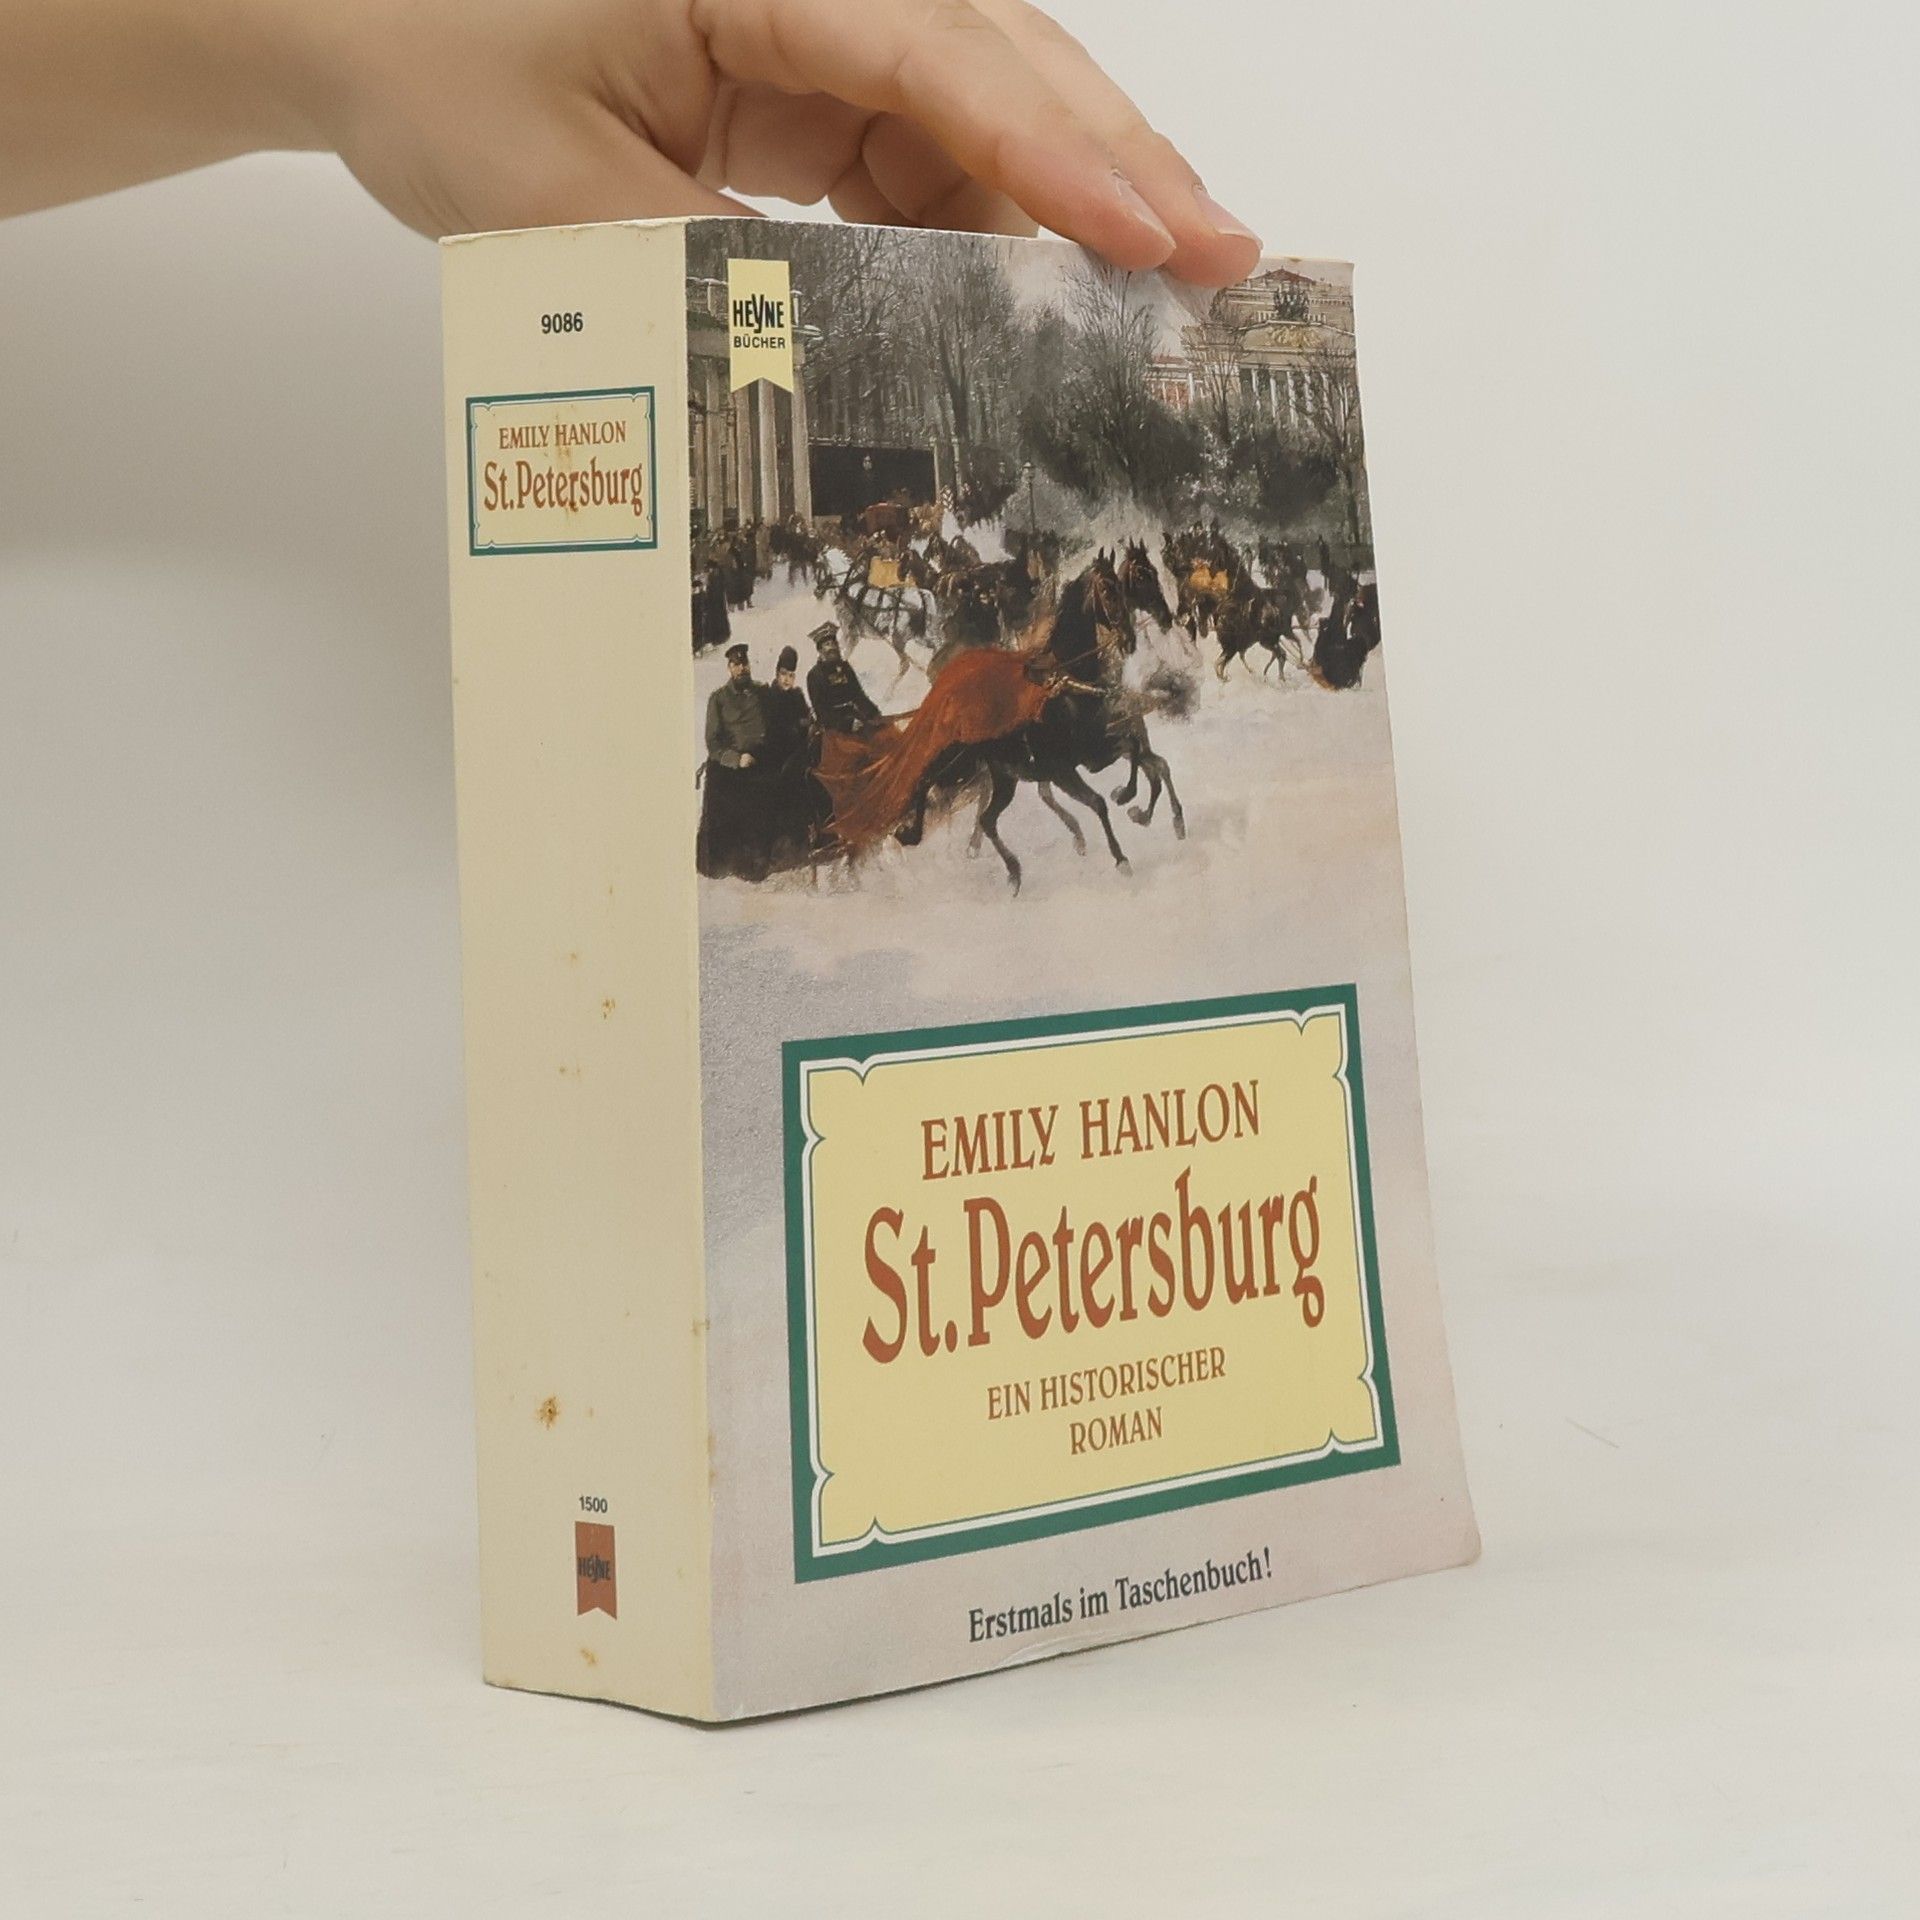 9086
EMILY HANLON
St. Petersburg
1500
HEYNE
HEYNE
BÜCHER
EMILY HANLON
St. Petersburg
EIN HISTORISCHER
ROMAN
Erstmals im Taschenbuch!